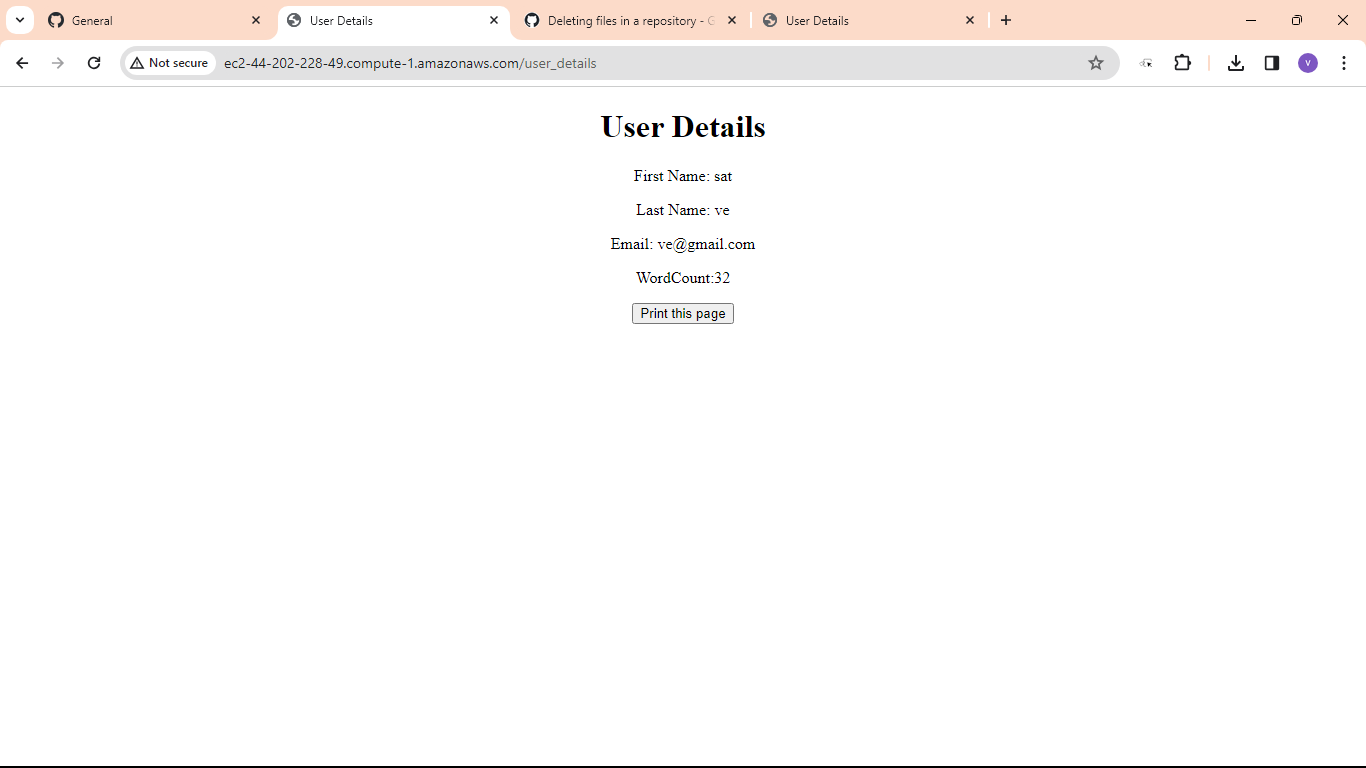 General
User Details
Deleting files in a repository - G
User Details
Not secure
ec2-44-202-228-49.compute-1.amazonaws.com/user_details
V
User Details
First Name: sat
Last Name: ve
Email: ve@gmail.com
WordCount:32
Print this page